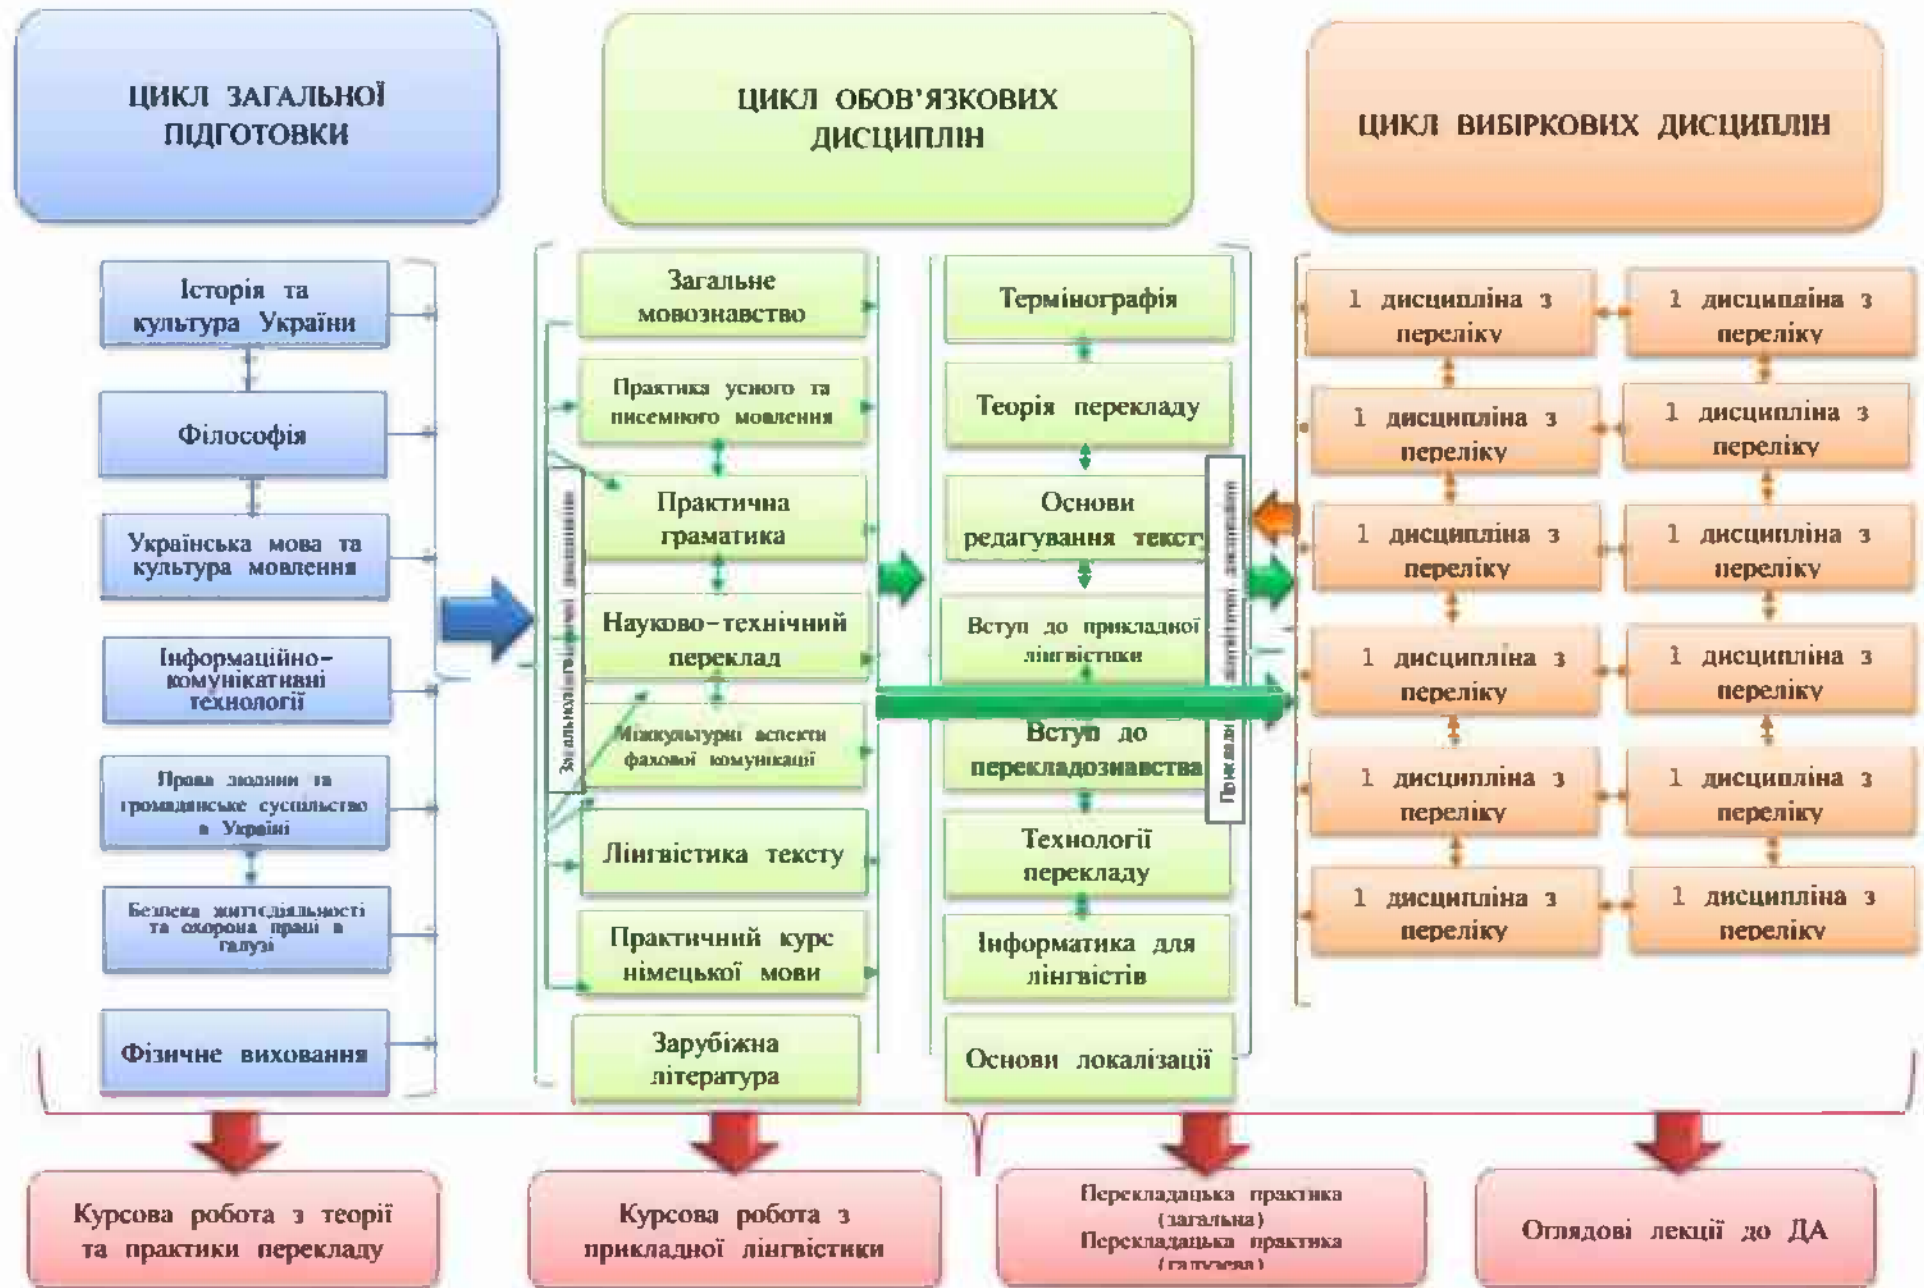 ЦИКЛ ЗАГАЛЬНОЇ
ПІДГОТОВКИ
ЦИКЛ ОБОВ’ЯЗКОВИХ
ДИСЦИПЛІН
ЦИКЛ ВИБІРКОВИХ ДИСЦИПЛІН
Історія та
культура України
Філософія
Українська мова та
культура мовлення
Інформаційно-
комунікативні
технології
Права людини та
громадянське суспільство
в Україні
Безпека життєдіяльності
та охорона праці в
галузі
Фізичне виховання
Загальнолінгвістичні дисципліни
Загальне
мовознавство
Практика усного та
писемного мовлення
Практична
граматика
Науково-технічний
переклад
Міжкультурні аспекти
фахової комунікації
Лінгвістика тексту
Практичний курс
німецької мови
Зарубіжна
література
Термінографія
Теорія перекладу
Основи
редагування тексту
Вступ до прикладної
лінгвістики
Вступ до
перекладознавства
Технології
перекладу
Інформатика для
лінгвістів
Основи локалізації
1 дисципліна з
переліку
1 дисципліна з
переліку
1 дисципліна з
переліку
1 дисципліна з
переліку
1 дисципліна з
переліку
1 дисципліна з
переліку
1 дисципліна з
переліку
1 дисципліна з
переліку
1 дисципліна з
переліку
1 дисципліна з
переліку
1 дисципліна з
переліку
1 дисципліна з
переліку
Курсова робота з теорії
та практики перекладу
Курсова робота з
прикладної лінгвістики
Перекладацька практика
(загальна)
Перекладацька практика
(галузева)
Оглядові лекції до ДА